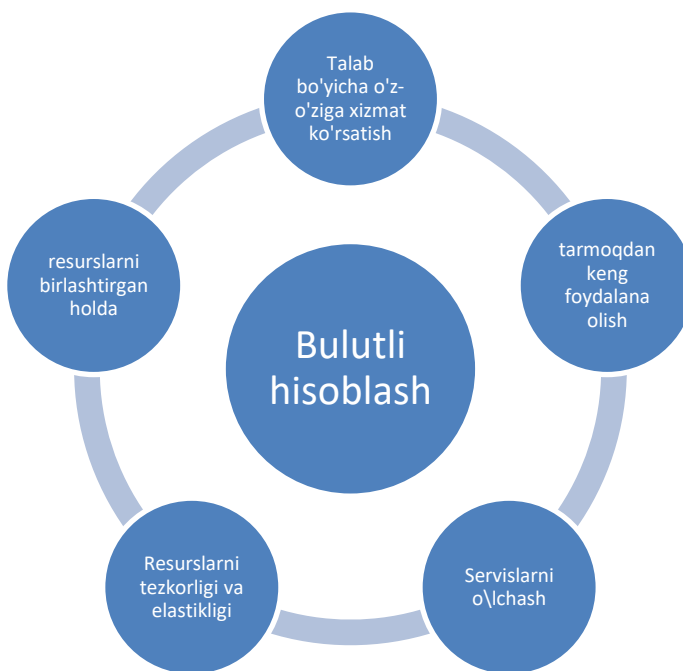 Talab
bo'yicha o'z-
o'ziga xizmat
ko'rsatish
resurslarni
birlashtirgan
holda
tarmoqdan
keng
foydalana
olish
Bulutli
hisoblash
Resurslarni
tezkorligi va
elastikligi
Servislarni
o\lchash